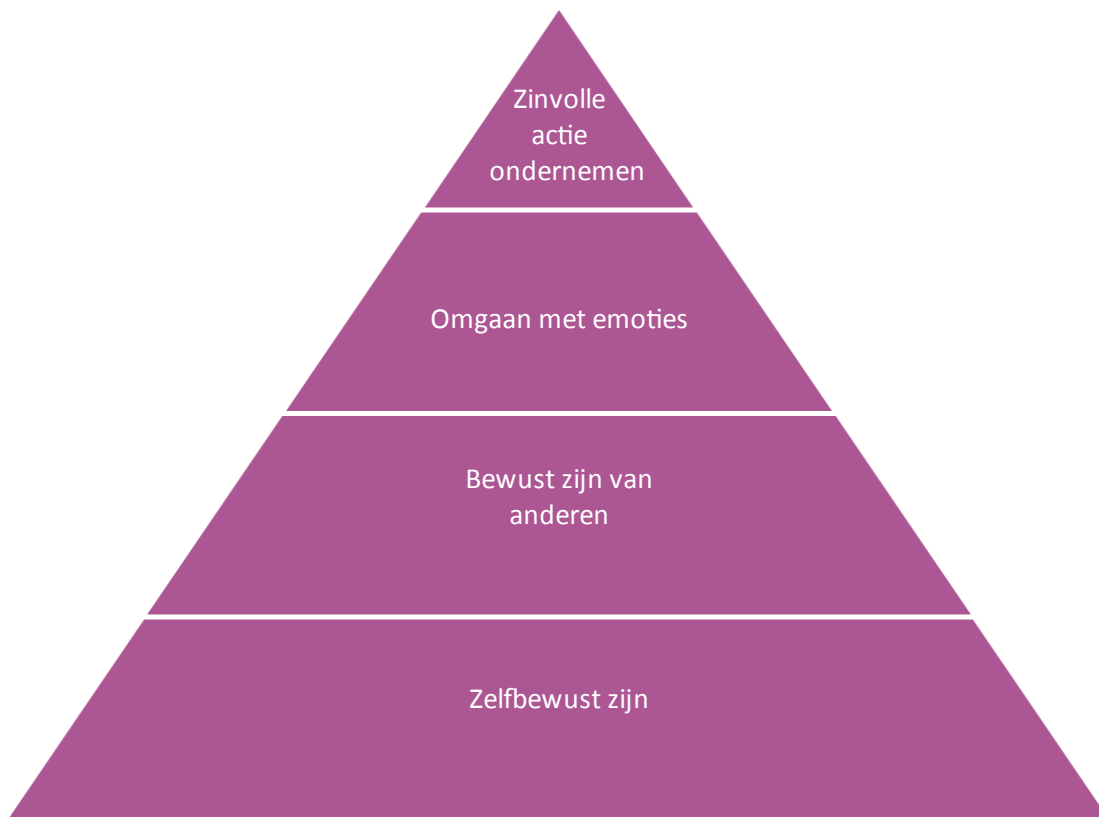 Zinvolle
actie
ondernemen
Omgaan met emoties
Bewust zijn van
anderen
Zelfbewust zijn